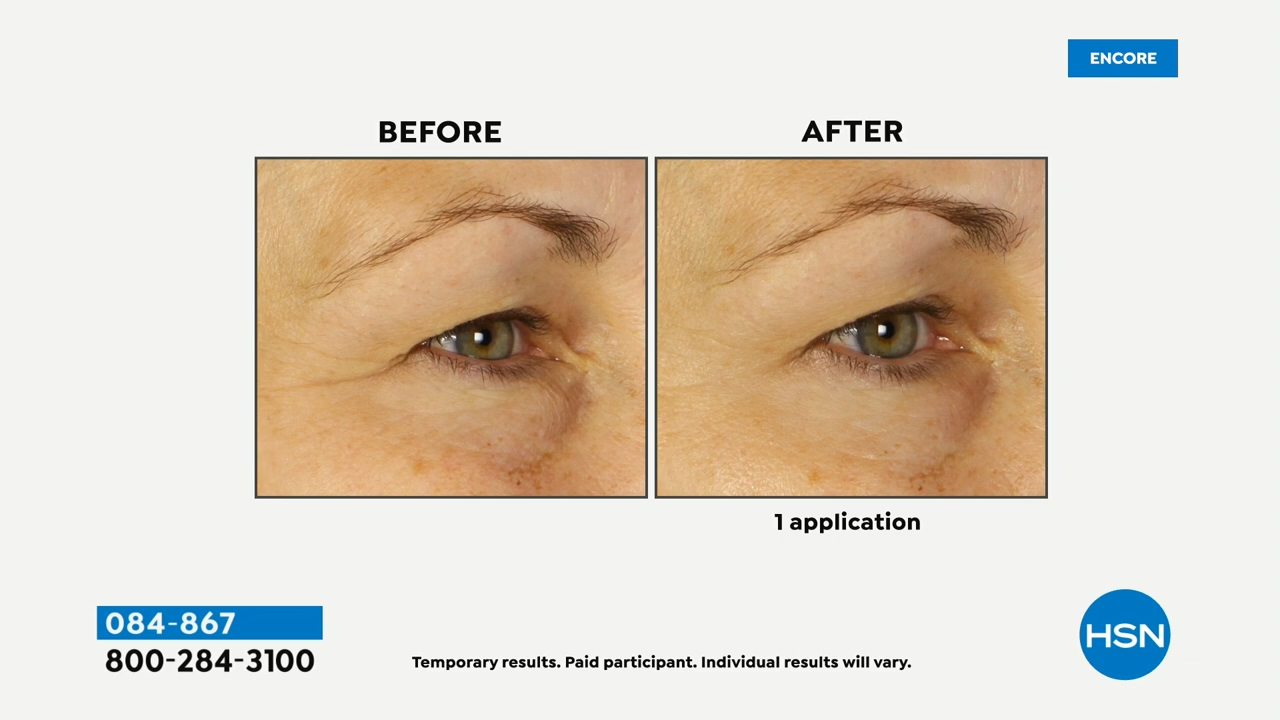 ENCORE
BEFORE
AFTER
1 application
084-867
800-284-3100
Temporary results. Paid participant. Individual results will vary.
HSN